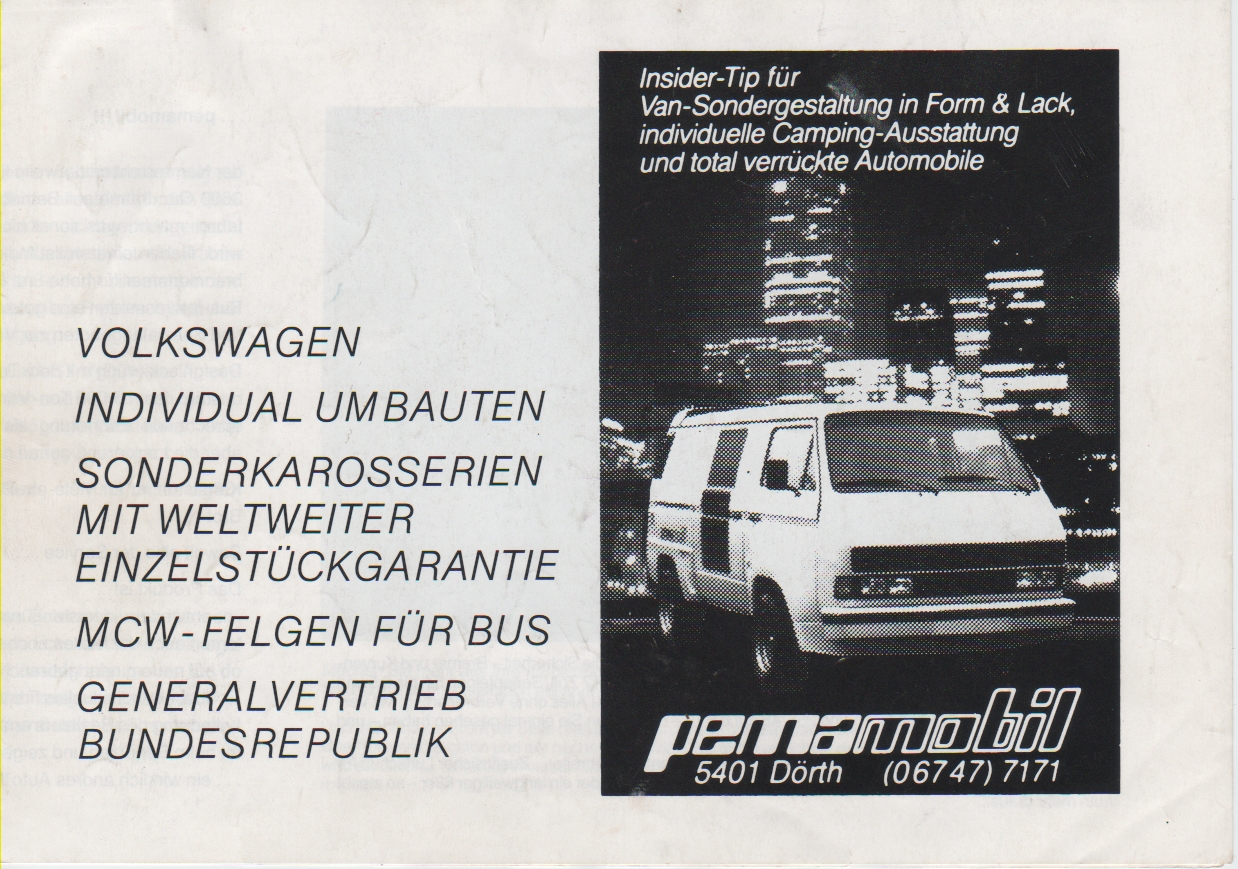 VOLKSWAGEN
INDIVIDUAL UMBAUTEN
SONDERKAROSSERIEN
MIT WELTWEITER
EINZELSTÜCKGARANTIE
MCW-FELGEN FÜR BUS
GENERALVERTRIEB
BUNDESREPUBLIK
Insider-Tip für
Van-Sondergestaltung in Form & Lack,
individuelle Camping-Ausstattung
und total verrückte Automobile
pemamobil
5401 Dörth (06747) 7171